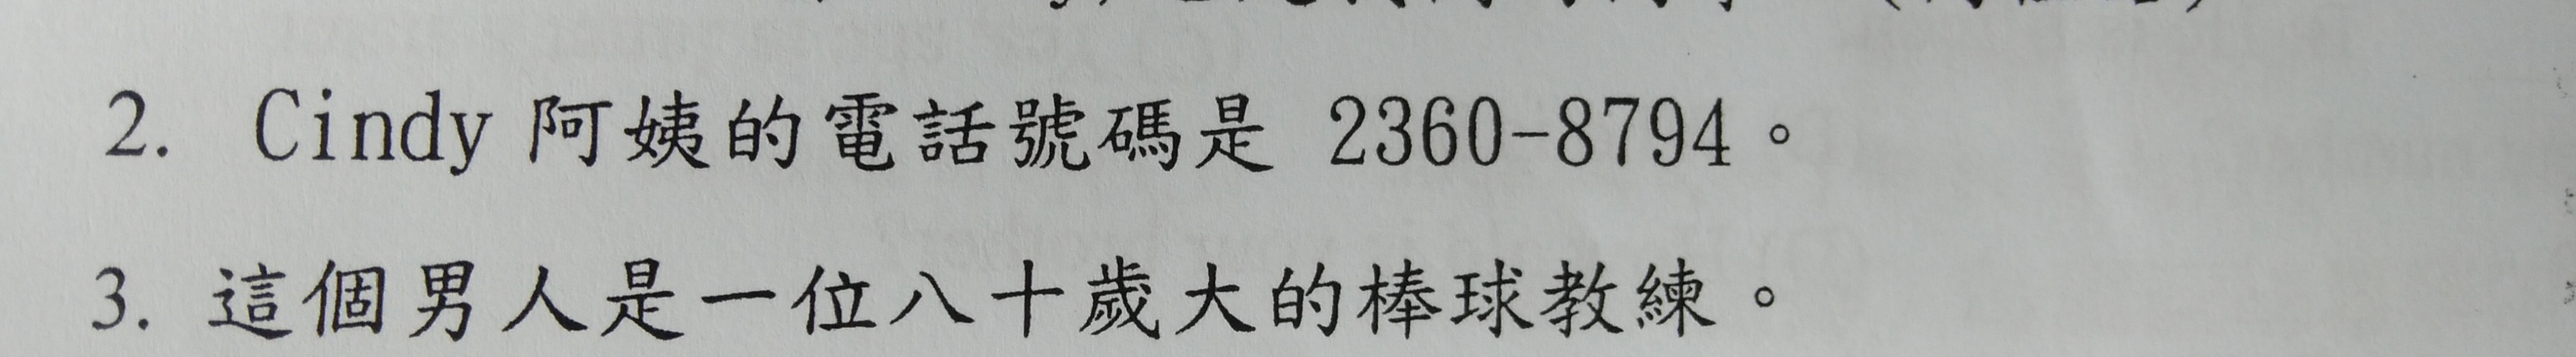 2. Cindy 阿姨的電話號碼是 2360-8794。
3. 這個男人是一位八十歲大的棒球教練。